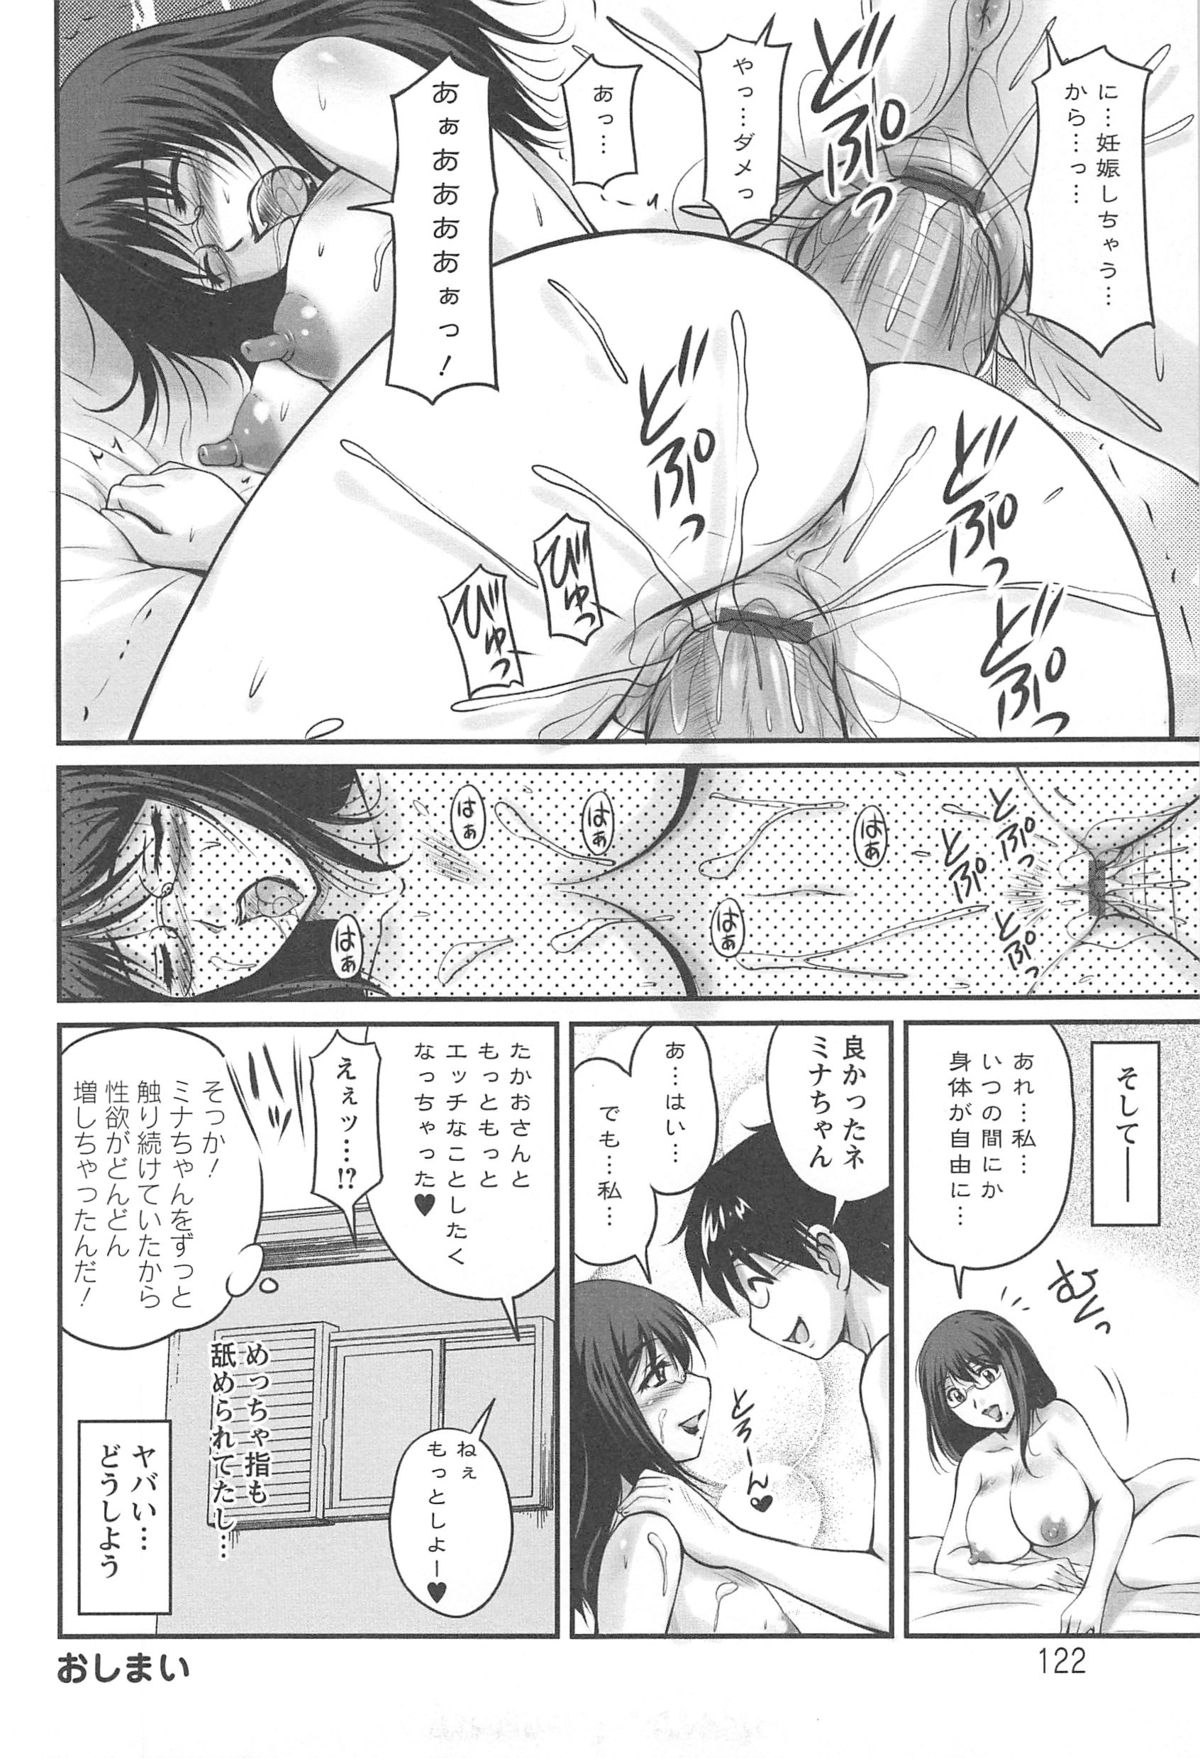 に…妊娠しちゃう…
から…っ…
どぷぷっ
やっ…ダメっ
あっ…
あぁああああぁっ！
どぷぷっ
どぷぷっ
どぷぷっ
びゅっ
びゅっ
どぷっ
どぷっ
どぷっ
はぁ
はぁ
はぁ
はぁ
はぁ
そして──
あれ…私…
いつの間にか
身体が自由に…
むくっ
良かったネ
ミナちゃん
あ…はい…
でも…私…
とろーん♥
たかおさんと
もっともっと
エッチなことしたく
なっちゃった♥
えぇッ…!?
ねぇ
もっとしよー♥
そっか！
ミナちゃんをずっと
触り続けていたから
性欲がどんどん
増しちゃったんだ！
めっちゃ指も
舐められてたし…
ヤバい…
どうしよう
おしまい
122